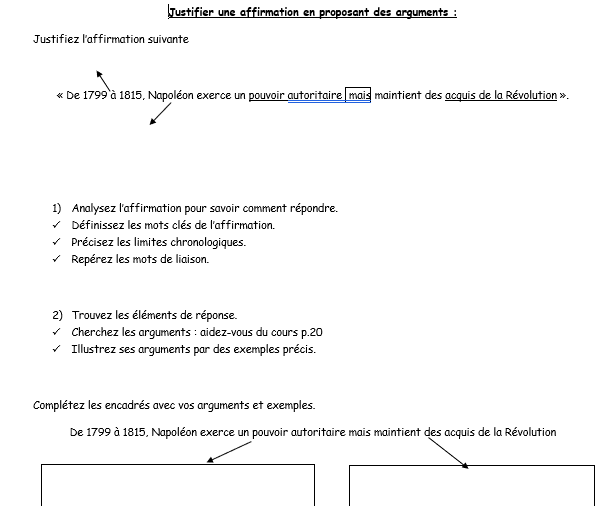 Justifier une affirmation en proposant des arguments :
Justifiez l’affirmation suivante
« De 1799 à 1815, Napoléon exerce un pouvoir autoritaire mais maintient des acquis de la Révolution ».
1) Analysez l’affirmation pour savoir comment répondre.
✓ Définissez les mots clés de l’affirmation.
✓ Précisez les limites chronologiques.
✓ Repérez les mots de liaison.
2) Trouvez les éléments de réponse.
✓ Cherchez les arguments : aidez-vous du cours p.20
✓ Illustrez ses arguments par des exemples précis.
Complétez les encadrés avec vos arguments et exemples.
De 1799 à 1815, Napoléon exerce un pouvoir autoritaire mais maintient des acquis de la Révolution